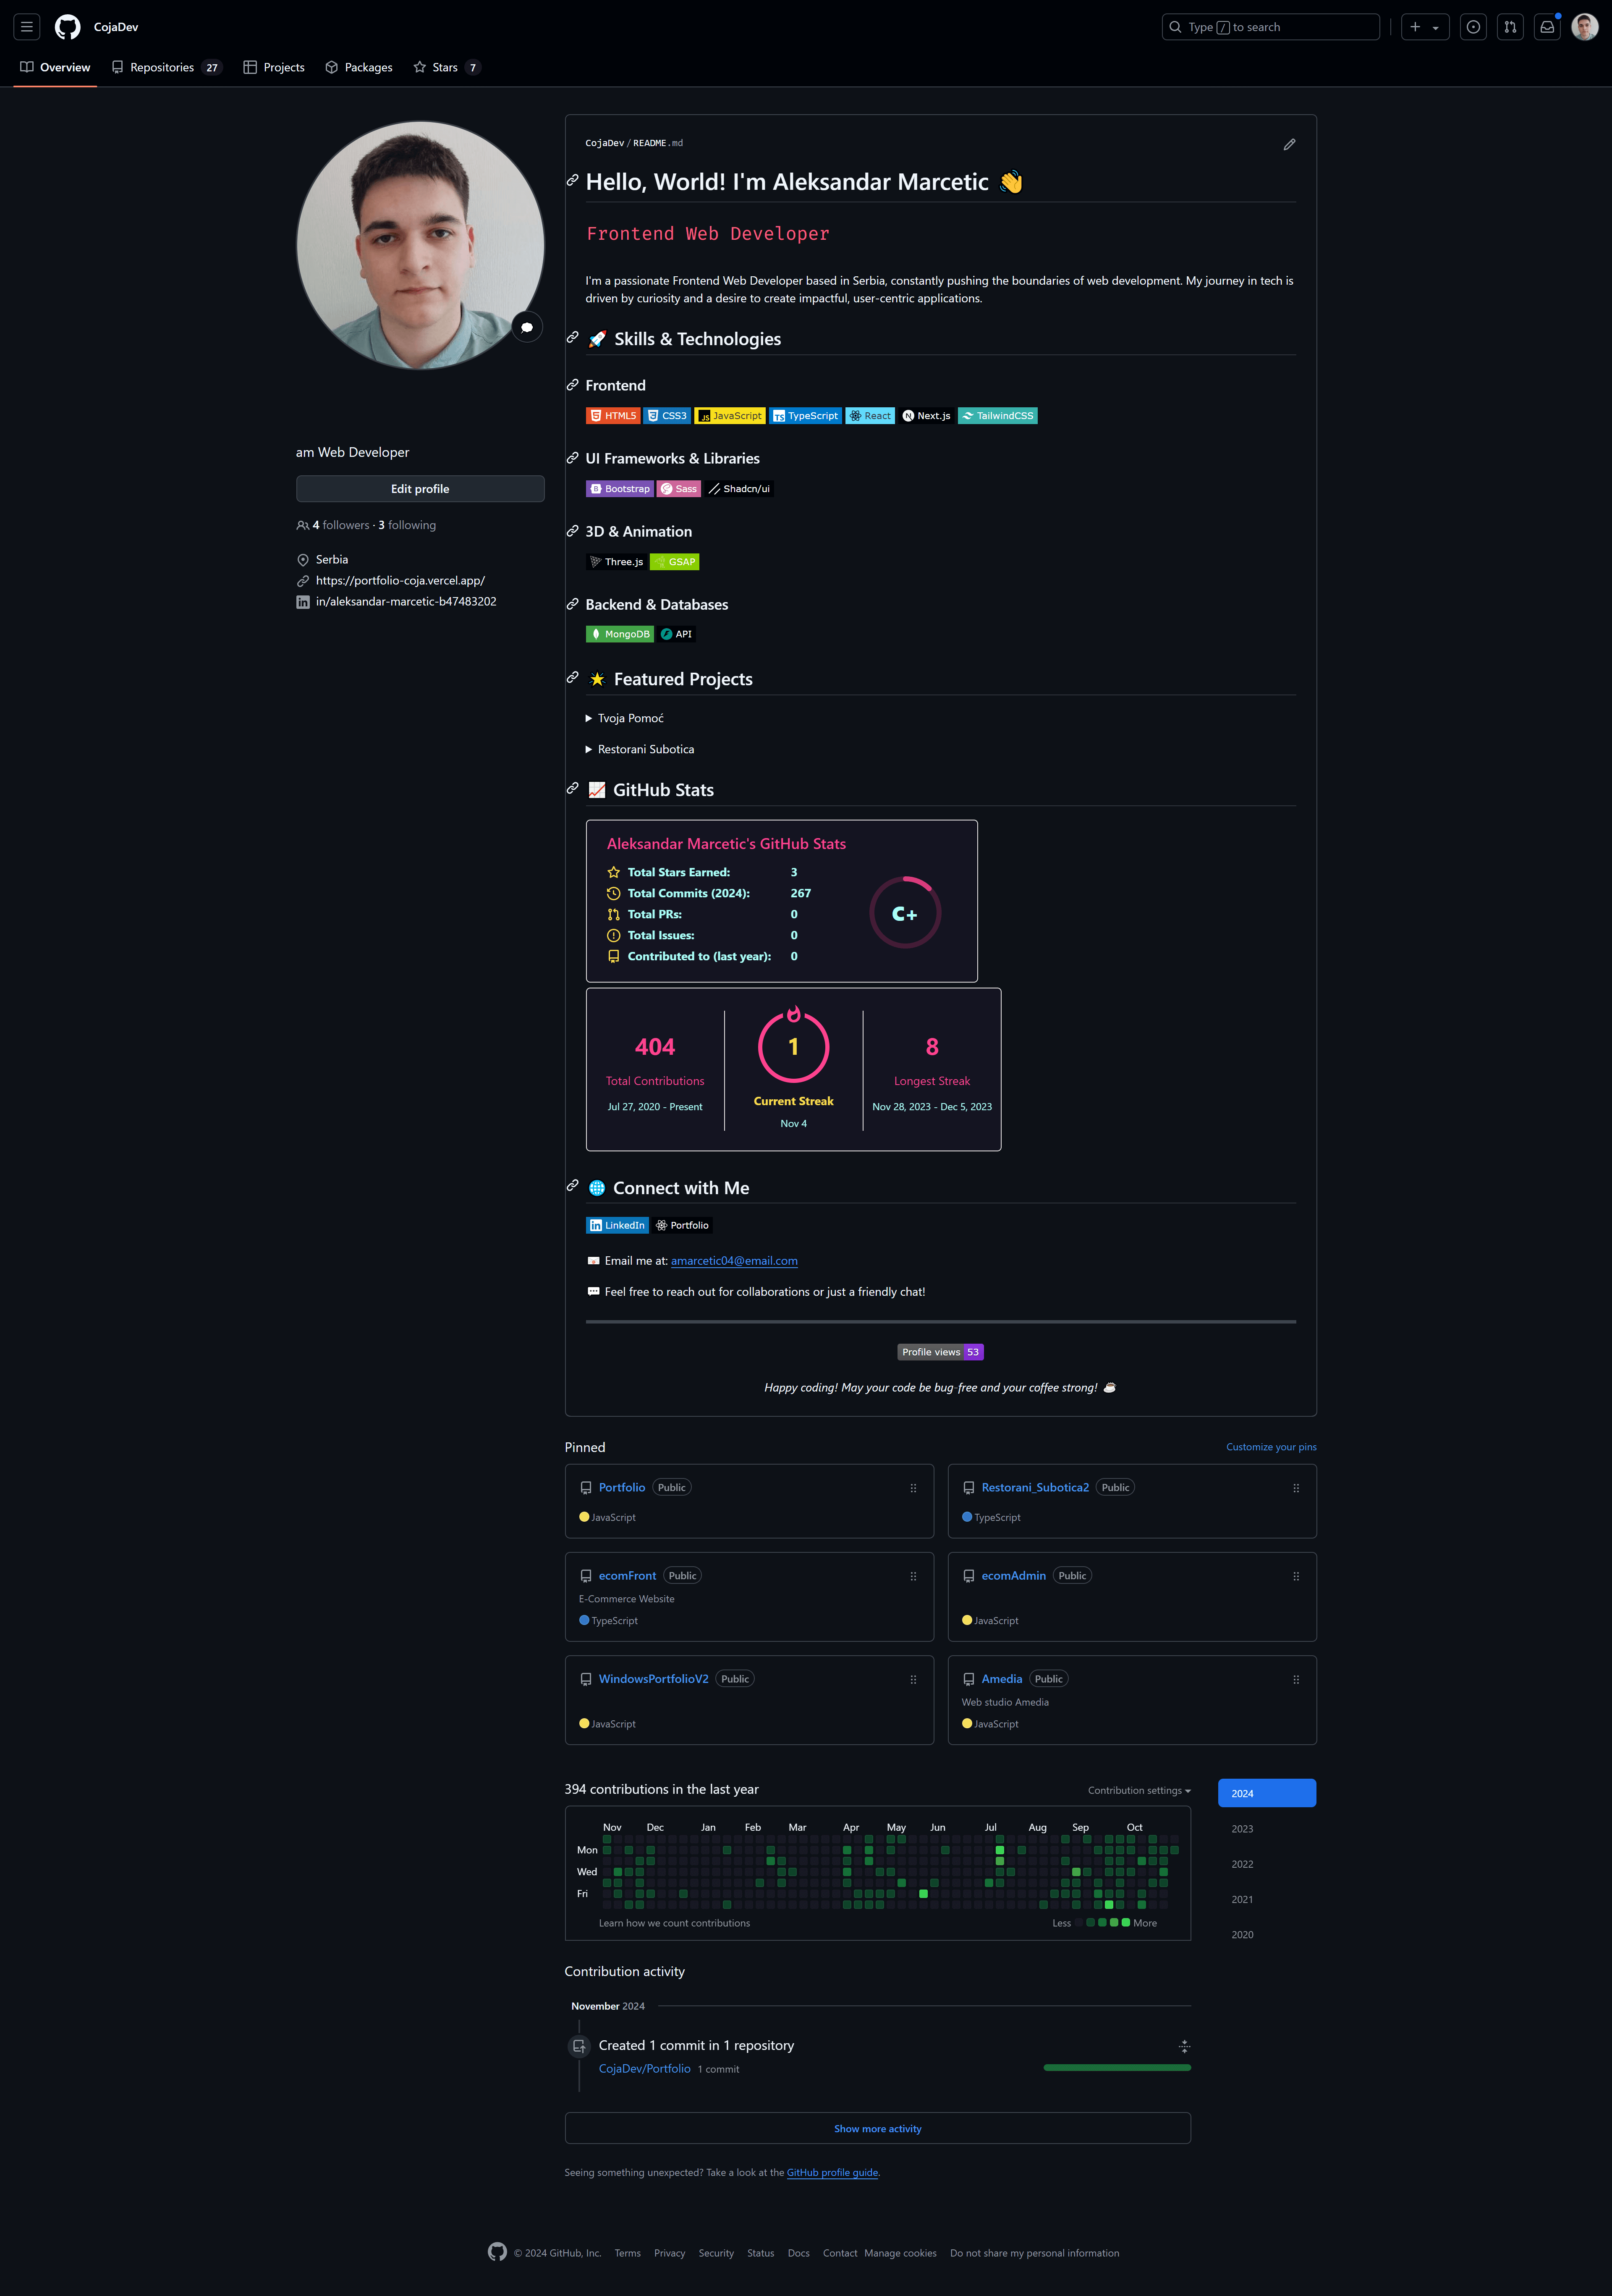 CojaDev
Type / to search
Overview
Repositories 27
Projects
Packages
Stars 7
am Web Developer
Edit profile
4 followers · 3 following
Serbia
https://portfolio-coja.vercel.app/
in/aleksandar-marcetic-b47483202
CojaDev / README.md
Hello, World! I'm Aleksandar Marcetic 👋
Frontend Web Developer
I'm a passionate Frontend Web Developer based in Serbia, constantly pushing the boundaries of web development. My journey in tech is
driven by curiosity and a desire to create impactful, user-centric applications.
🚀 Skills & Technologies
Frontend
HTML5 CSS3 JavaScript TypeScript React Next.js TailwindCSS
UI Frameworks & Libraries
Bootstrap Sass Shadcn/ui
3D & Animation
Three.js GSAP
Backend & Databases
MongoDB API
🌟 Featured Projects
Tvoja Pomoć
Restorani Subotica
📈 GitHub Stats
Aleksandar Marcetic's GitHub Stats
Total Stars Earned: 3
Total Commits (2024): 267
Total PRs: 0
Total Issues: 0
Contributed to (last year): 0
C+
404
Total Contributions
Jul 27, 2020 - Present
1
Current Streak
Nov 4
8
Longest Streak
Nov 28, 2023 - Dec 5, 2023
🌐 Connect with Me
LinkedIn Portfolio
📧 Email me at: amarcetic04@email.com
💬 Feel free to reach out for collaborations or just a friendly chat!
Profile views 53
Happy coding! May your code be bug-free and your coffee strong! ☕
Pinned
Customize your pins
Portfolio Public
JavaScript
Restorani_Subotica2 Public
TypeScript
ecomFront Public
E-Commerce Website
TypeScript
ecomAdmin Public
JavaScript
WindowsPortfolioV2 Public
JavaScript
Amedia Public
Web studio Amedia
JavaScript
394 contributions in the last year
Contribution settings
Nov Dec Jan Feb Mar Apr May Jun Jul Aug Sep Oct
Mon
Wed
Fri
Learn how we count contributions
Less More
2024
2023
2022
2021
2020
Contribution activity
November 2024
Created 1 commit in 1 repository
CojaDev/Portfolio 1 commit
Show more activity
Seeing something unexpected? Take a look at the GitHub profile guide.
© 2024 GitHub, Inc. Terms Privacy Security Status Docs Contact Manage cookies Do not share my personal information